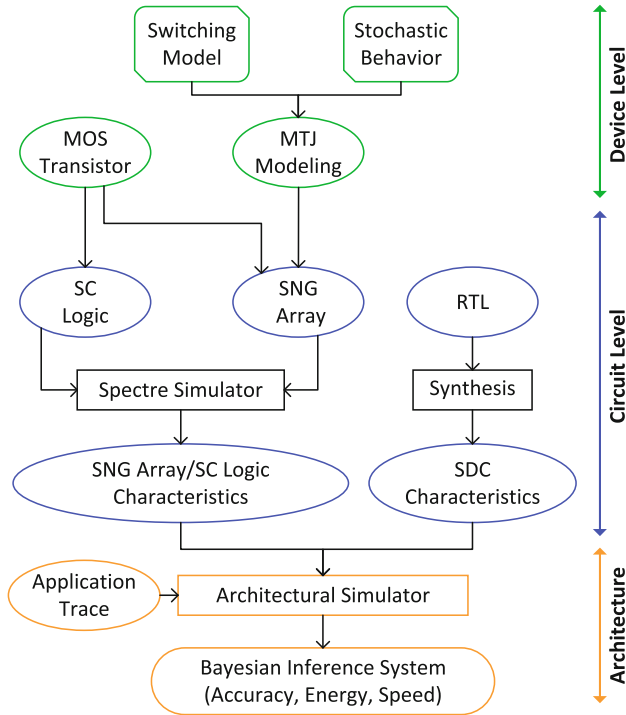 Switching
Model
Stochastic
Behavior
MOS
Transistor
MTJ
Modeling
Device Level
SC
Logic
SNG
Array
RTL
Spectre Simulator
Synthesis
SNG Array/SC Logic
Characteristics
SDC
Characteristics
Circuit Level
Application
Trace
Architectural Simulator
Bayesian Inference System
(Accuracy, Energy, Speed)
Architecture